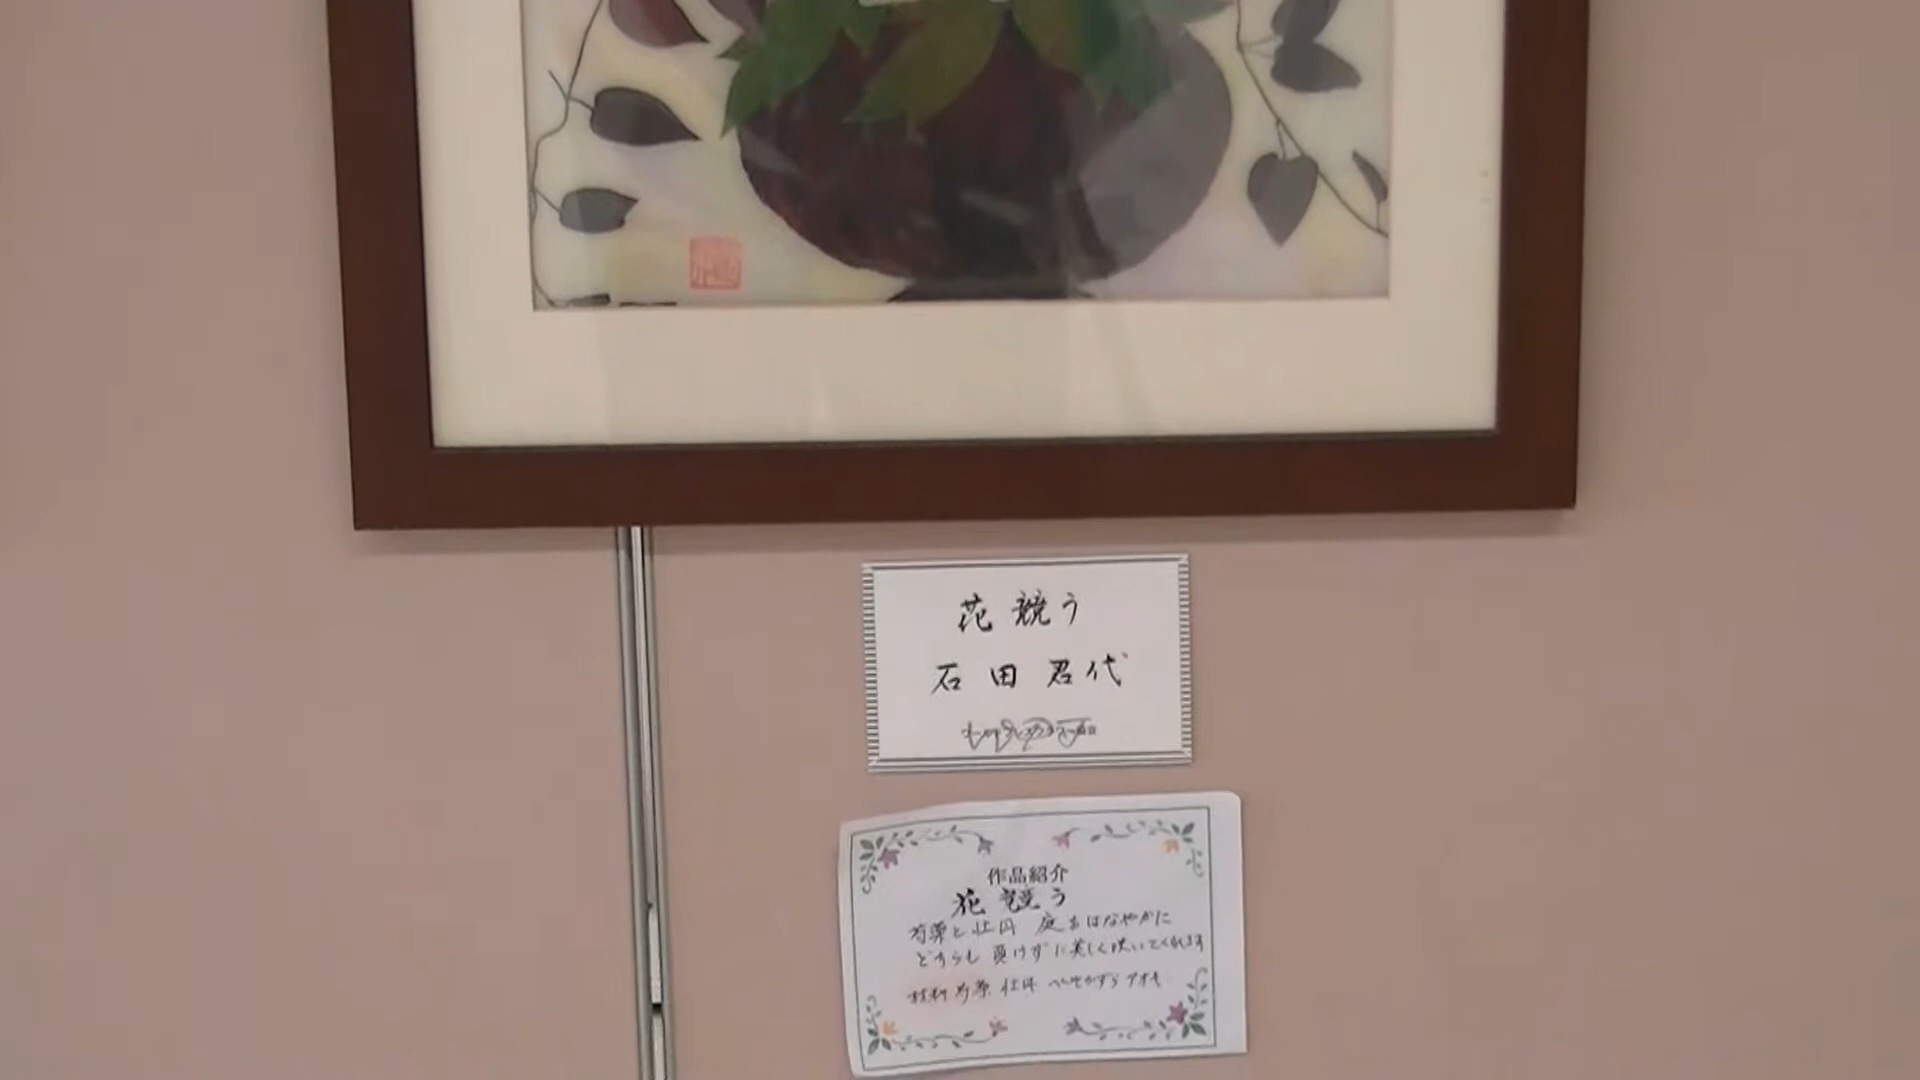 花競う
石田君代
作品紹介
花競う
芍薬と牡丹 庭をはなやかに
どちらも負けずに美しく咲いてくれます
材料 芍薬 牡丹 へくそかずら アオキ